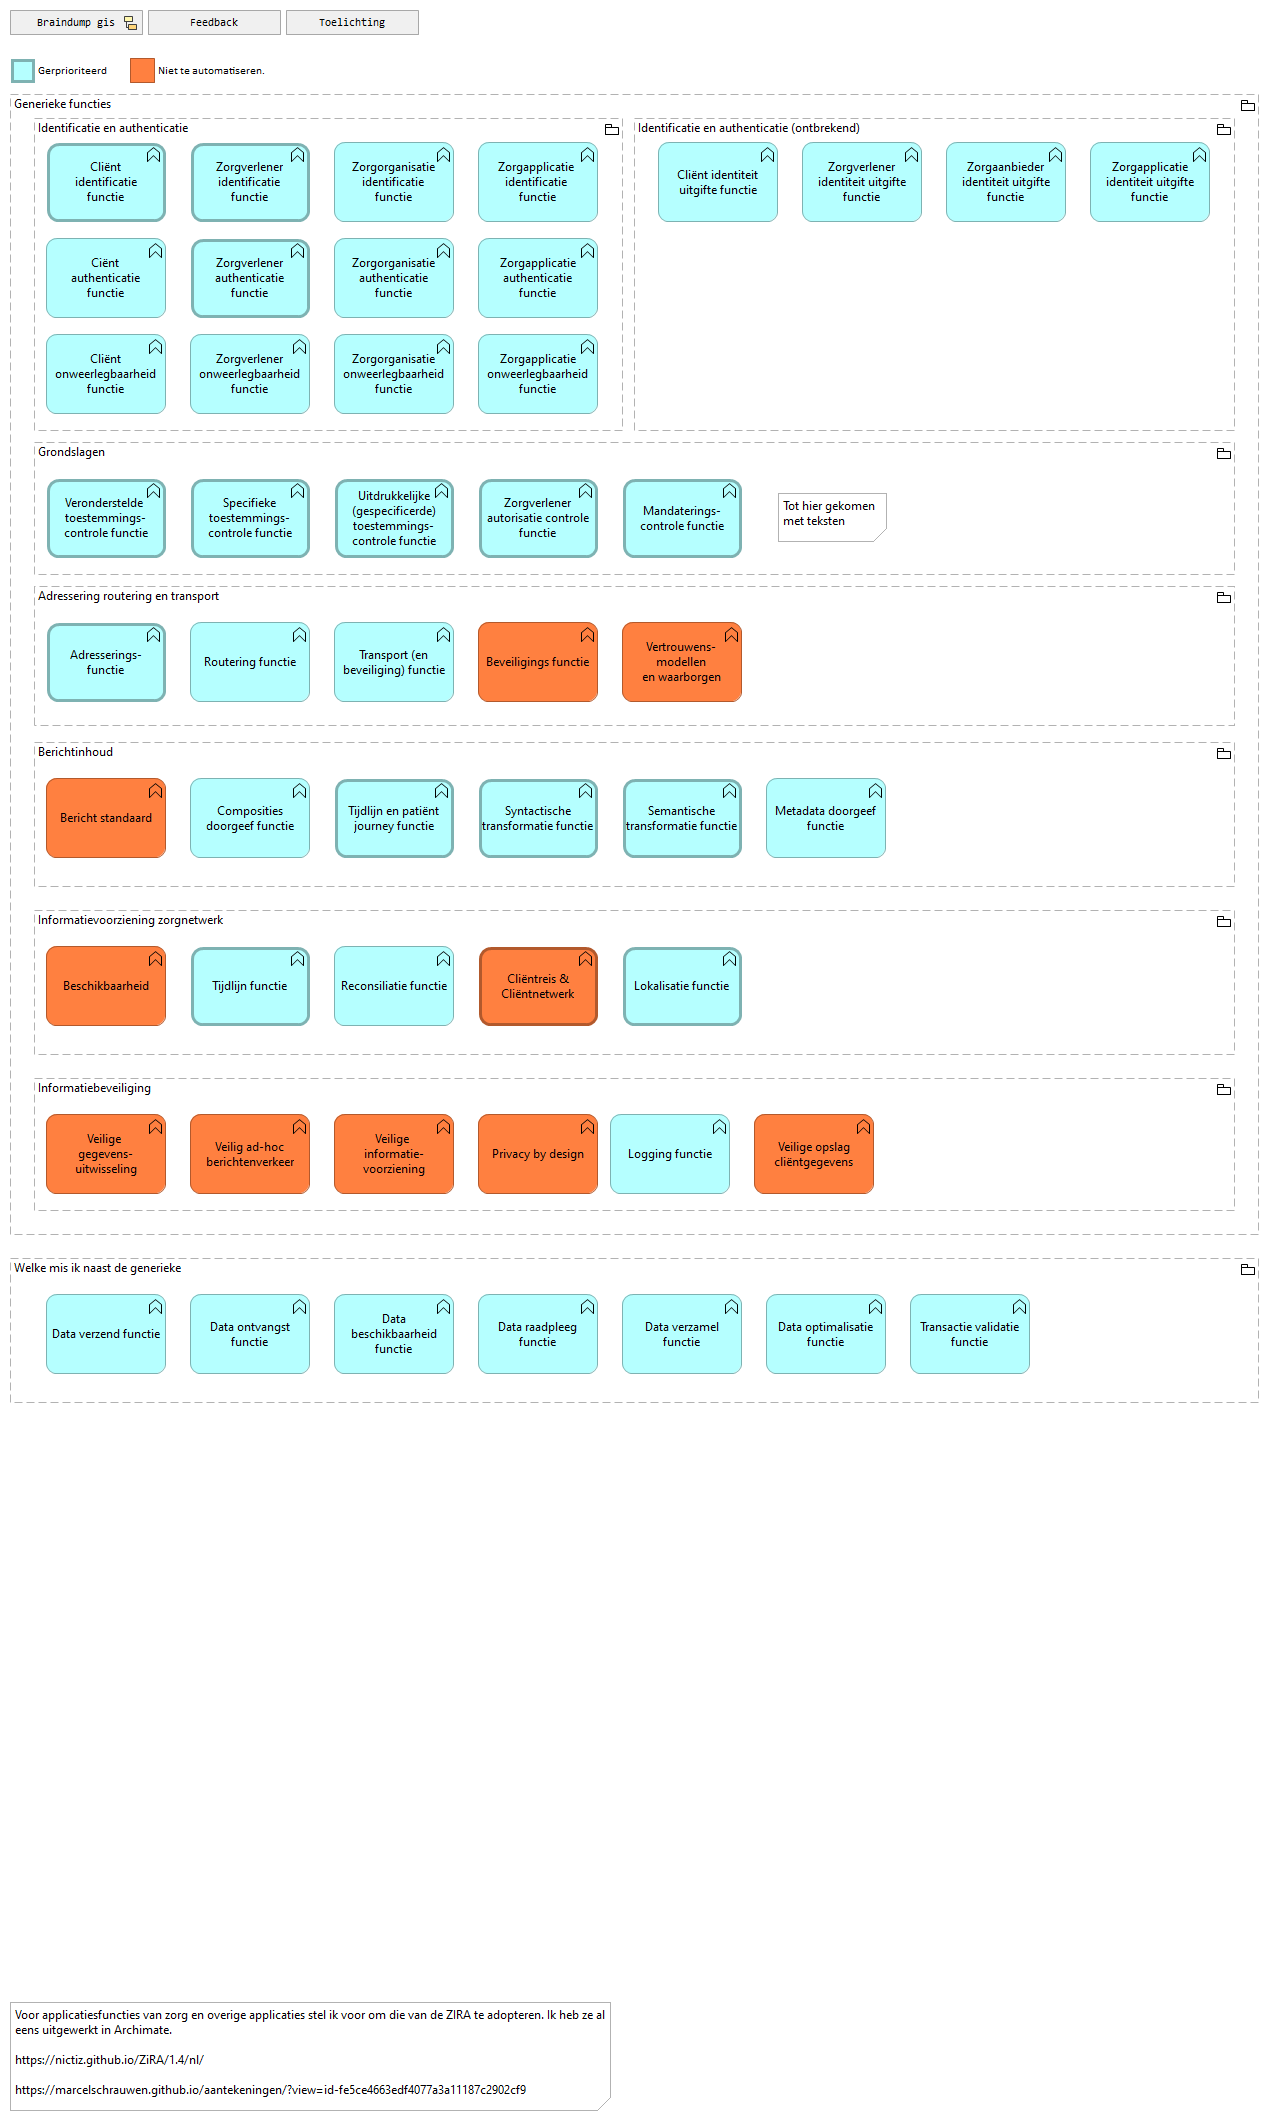 Braindump gis
Feedback
Toelichting
Gerprioriteerd
Niet te automatiseren.
Generieke functies
Identificatie en authenticatie
Cliënt
identificatie
functie
Zorgverlener
identificatie
functie
Zorgorganisatie
identificatie
functie
Zorgapplicatie
identificatie
functie
Ciënt
authenticatie
functie
Zorgverlener
authenticatie
functie
Zorgorganisatie
authenticatie
functie
Zorgapplicatie
authenticatie
functie
Cliënt
onweerlegbaarheid
functie
Zorgverlener
onweerlegbaarheid
functie
Zorgorganisatie
onweerlegbaarheid
functie
Zorgapplicatie
onweerlegbaarheid
functie
Identificatie en authenticatie (ontbrekend)
Cliënt identiteit
uitgifte functie
Zorgverlener
identiteit uitgifte
functie
Zorgaanbieder
identiteit uitgifte
functie
Zorgapplicatie
identiteit uitgifte
functie
Grondslagen
Veronderstelde
toestemmings-
controle functie
Specifieke
toestemmings-
controle functie
Uitdrukkelijke
(gespecificerde)
toestemmings-
controle functie
Zorgverlener
autorisatie controle
functie
Mandaterings-
controle functie
Tot hier gekomen
met teksten
Adressering routering en transport
Adresserings-
functie
Routering functie
Transport (en
beveiliging) functie
Beveiligings functie
Vertrouwens-
modellen
en waarborgen
Berichtinhoud
Bericht standaard
Composities
doorgeef functie
Tijdlijn en patiënt
journey functie
Syntactische
transformatie functie
Semantische
transformatie functie
Metadata doorgeef
functie
Informatievoorziening zorgnetwerk
Beschikbaarheid
Tijdlijn functie
Reconsiliatie functie
Cliëntreis &
Cliëntnetwerk
Lokalisatie functie
Informatiebeveiliging
Veilige
gegevens-
uitwisseling
Veilig ad-hoc
berichtenverkeer
Veilige
informatie-
voorziening
Privacy by design
Logging functie
Veilige opslag
cliëntgegevens
Welke mis ik naast de generieke
Data verzend functie
Data ontvangst
functie
Data
beschikbaarheid
functie
Data raadpleeg
functie
Data verzamel
functie
Data optimalisatie
functie
Transactie validatie
functie
Voor applicatiesfuncties van zorg en overige applicaties stel ik voor om die van de ZIRA te adopteren. Ik heb ze al
eens uitgewerkt in Archimate.
https://nictiz.github.io/ZiRA/1.4/nl/
https://marcelschrauwen.github.io/aantekeningen/?view=id-fe5ce4663edf4077a3a11187c2902cf9